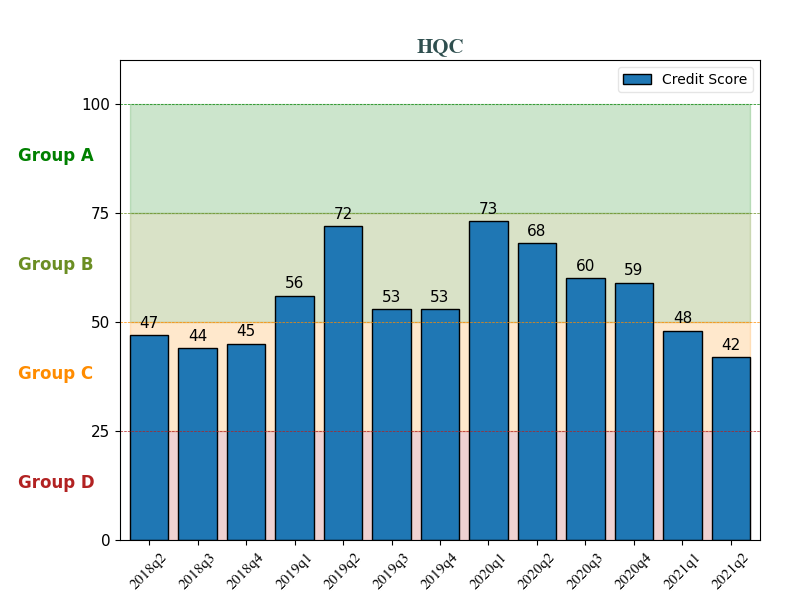 HQC
Credit Score
100
Group A
75
72
73
68
Group B
56
53
53
60
59
50
47
44
45
48
42
Group C
25
Group D
0
2018q2
2018q3
2018q4
2019q1
2019q2
2019q3
2019q4
2020q1
2020q2
2020q3
2020q4
2021q1
2021q2